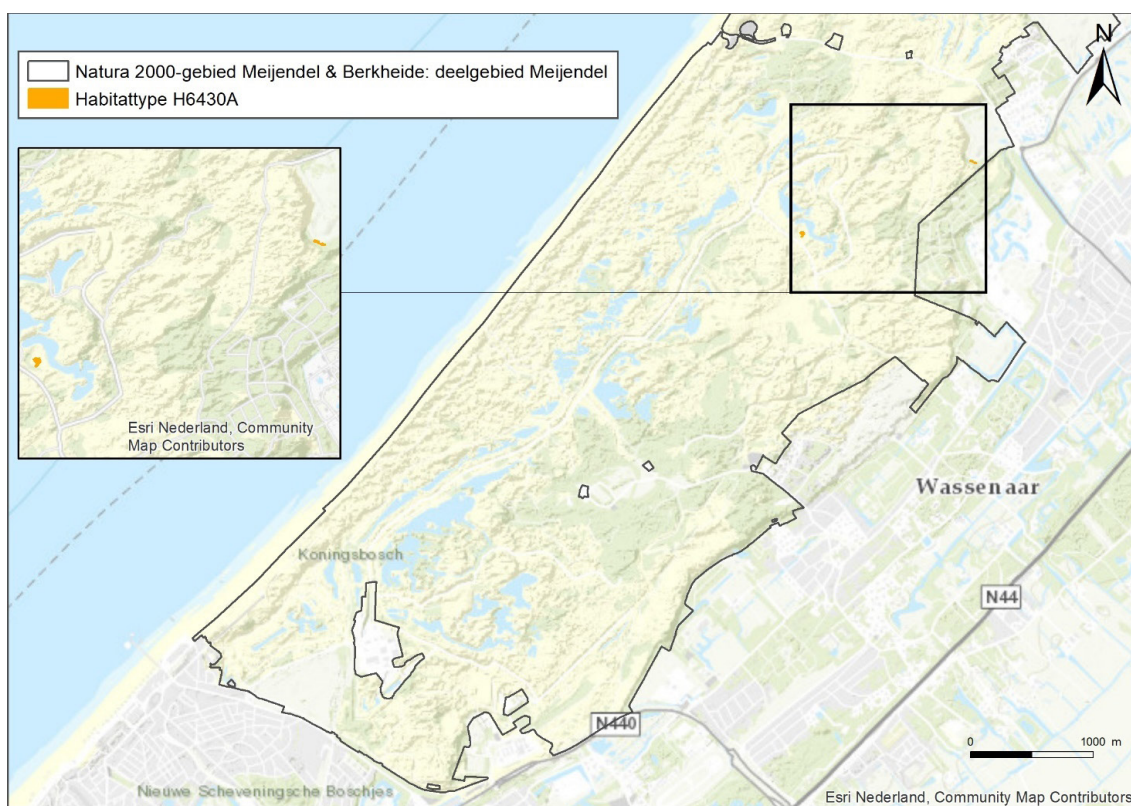 N
Natura 2000-gebied Meijendel & Berkheide: deelgebied Meijendel
Habitattype H6430A
Esri Nederland, Community
Map Contributors
Wassenaar
Koningsbosch
N44
N440
0 1000 m
Nieuwe Scheveningsche Boschjes
Esri Nederland, Community Map Contributors